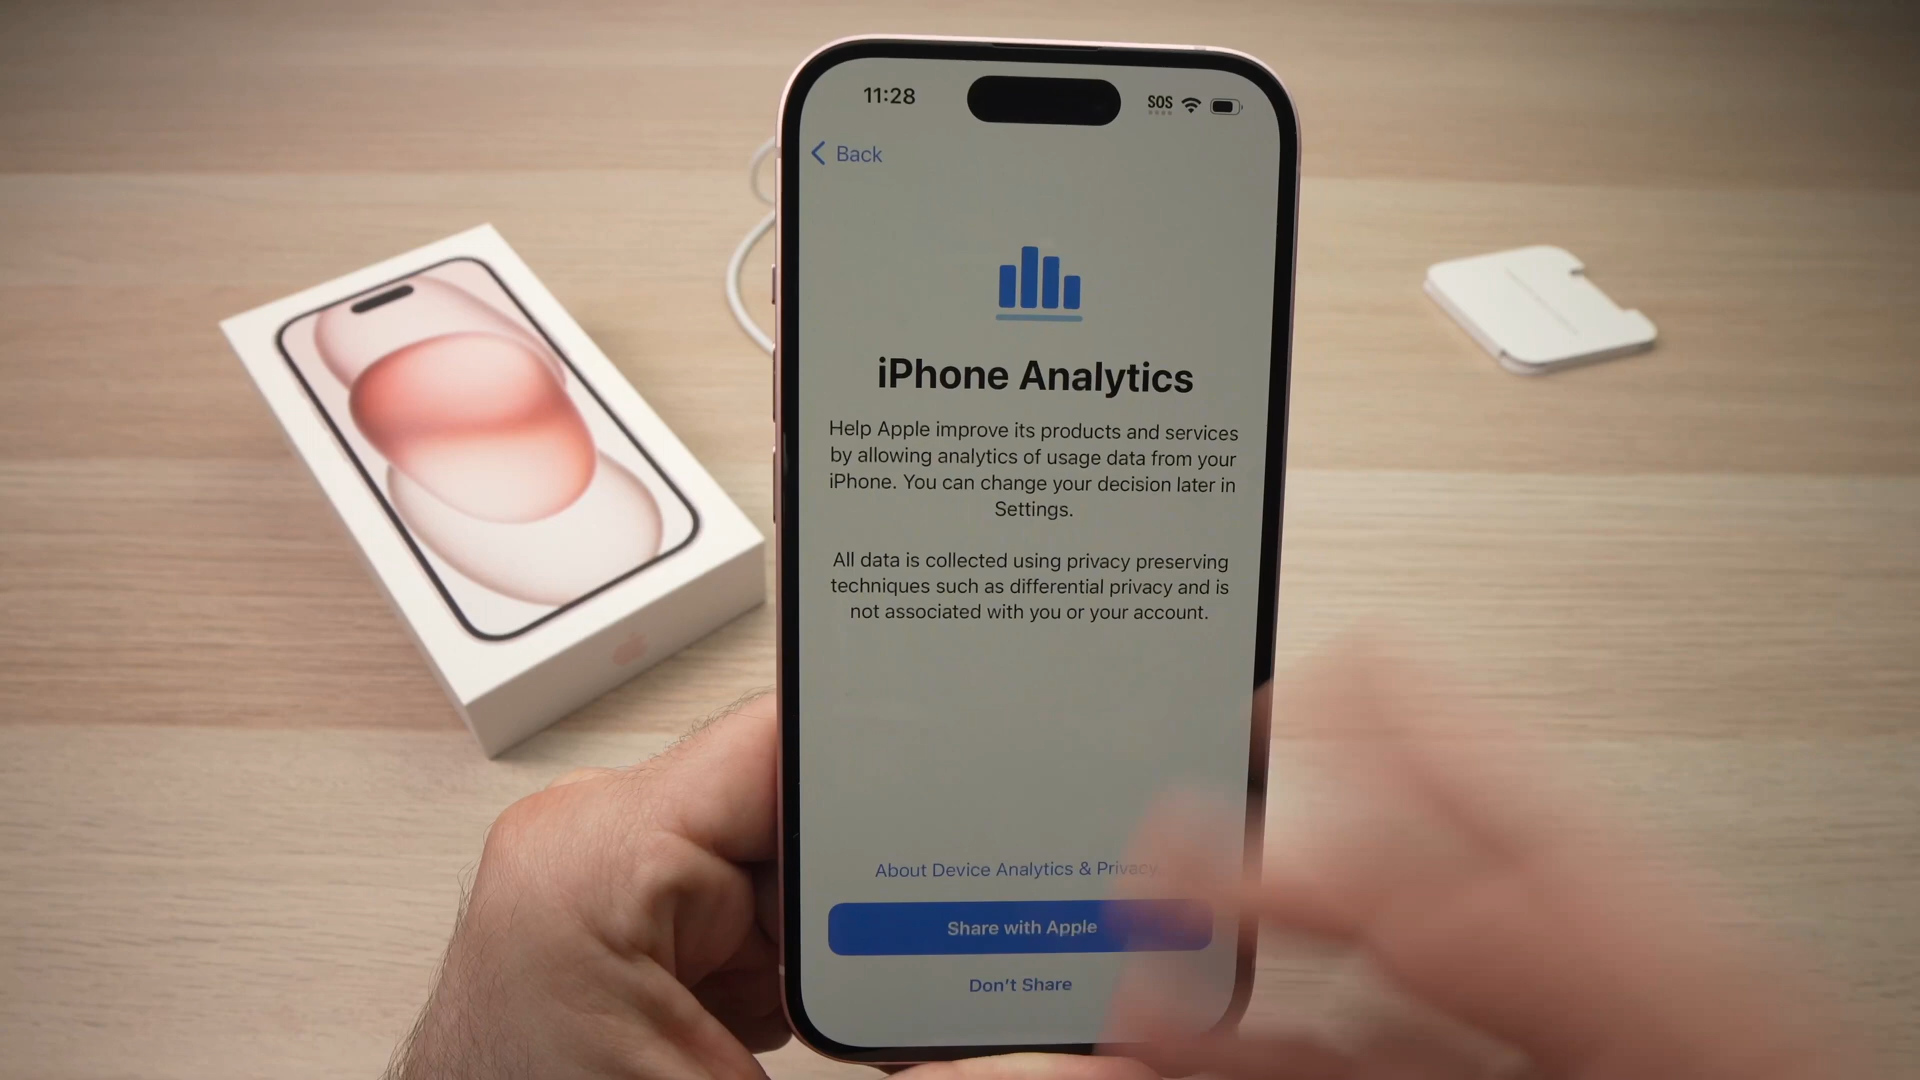 11:28
SOS
Back
iPhone Analytics
Help Apple improve its products and services
by allowing analytics of usage data from your
iPhone. You can change your decision later in
Settings.
All data is collected using privacy preserving
techniques such as differential privacy and is
not associated with you or your account.
About Device Analytics & Privacy
Share with Apple
Don't Share